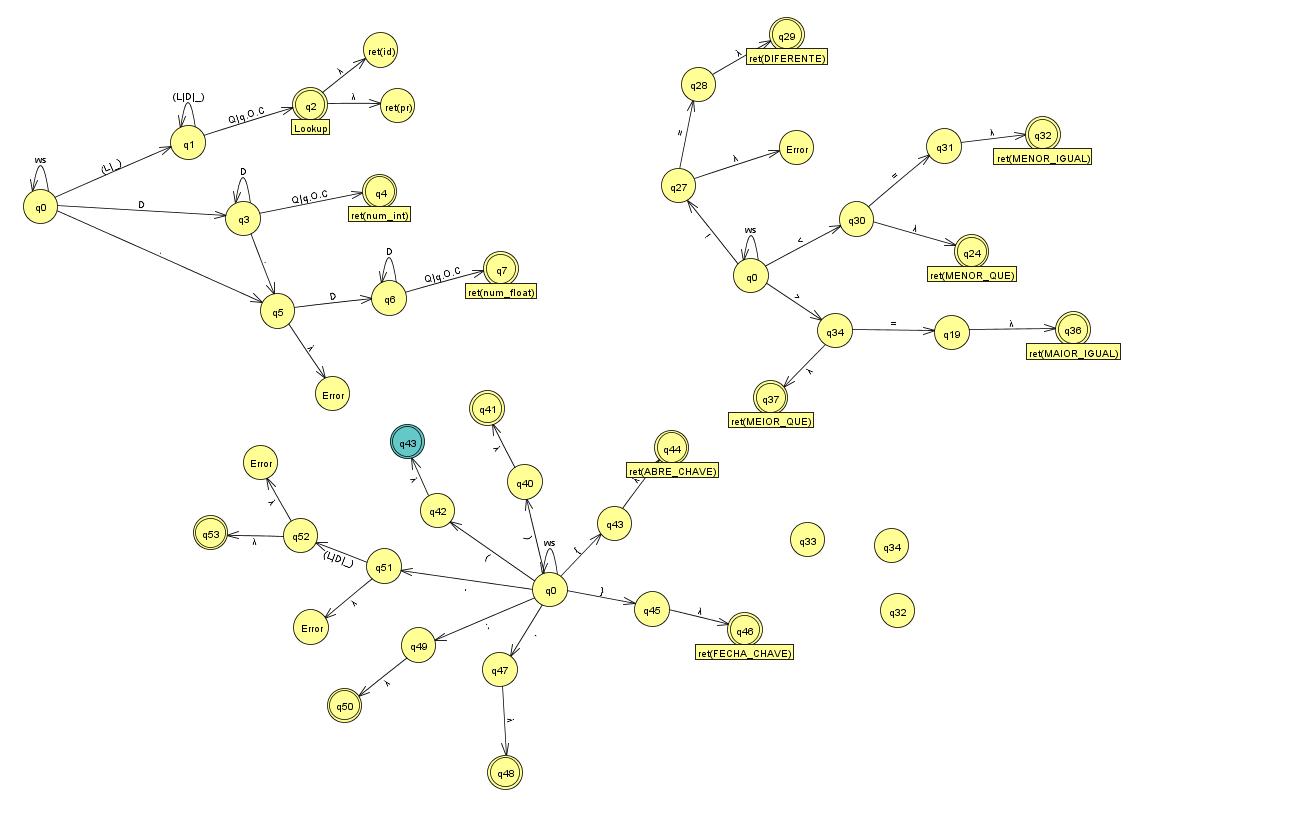 ws
q0
(L|_)
(L|D|_)
q1
Q|q.O.C
q2
Lookup
λ
ret(id)
λ
ret(pr)
D
D
q3
Q|q.O.C
q4
ret(num_int)
.
.
q5
D
D
q6
Q|q.O.C
q7
ret(num_float)
λ
Error
ws
q0
!
q27
=
q28
λ
q29
ret(DIFERENTE)
λ
Error
<
q30
=
q31
λ
q32
ret(MENOR_IGUAL)
λ
q24
ret(MENOR_QUE)
>
q34
=
q19
λ
q36
ret(MAIOR_IGUAL)
λ
q37
ret(MEIOR_QUE)
ws
q0
)
q40
λ
q41
(
q42
λ
q43
{
q43
λ
q44
ret(ABRE_CHAVE)
}
q45
λ
q46
ret(FECHA_CHAVE)
q47
λ
q48
q49
λ
q50
q51
(L|D|_)
q52
λ
q53
λ
Error
λ
Error
q33
q34
q32